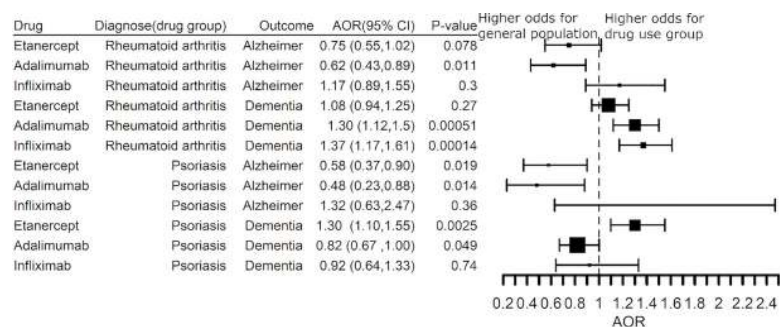 Drug Diagnose(drug group) Outcome AOR(95% CI) P-value Higher odds for general population Higher odds for drug use group
Etanercept Rheumatoid arthritis Alzheimer 0.75 (0.55,1.02) 0.078
Adalimumab Rheumatoid arthritis Alzheimer 0.62 (0.43,0.89) 0.011
Infliximab Rheumatoid arthritis Alzheimer 1.17 (0.89,1.55) 0.3
Etanercept Rheumatoid arthritis Dementia 1.08 (0.94,1.25) 0.27
Adalimumab Rheumatoid arthritis Dementia 1.30 (1.12,1.5) 0.00051
Infliximab Rheumatoid arthritis Dementia 1.37 (1.17,1.61) 0.00014
Etanercept Psoriasis Alzheimer 0.58 (0.37,0.90) 0.019
Adalimumab Psoriasis Alzheimer 0.48 (0.23,0.88) 0.014
Infliximab Psoriasis Alzheimer 1.32 (0.63,2.47) 0.36
Etanercept Psoriasis Dementia 1.30 (1.10,1.55) 0.0025
Adalimumab Psoriasis Dementia 0.82 (0.67 ,1.00) 0.049
Infliximab Psoriasis Dementia 0.92 (0.64,1.33) 0.74
0.2 0.6 0.8 1 1.2 1.4 1.6 1.8 2 2.2 2.4
AOR